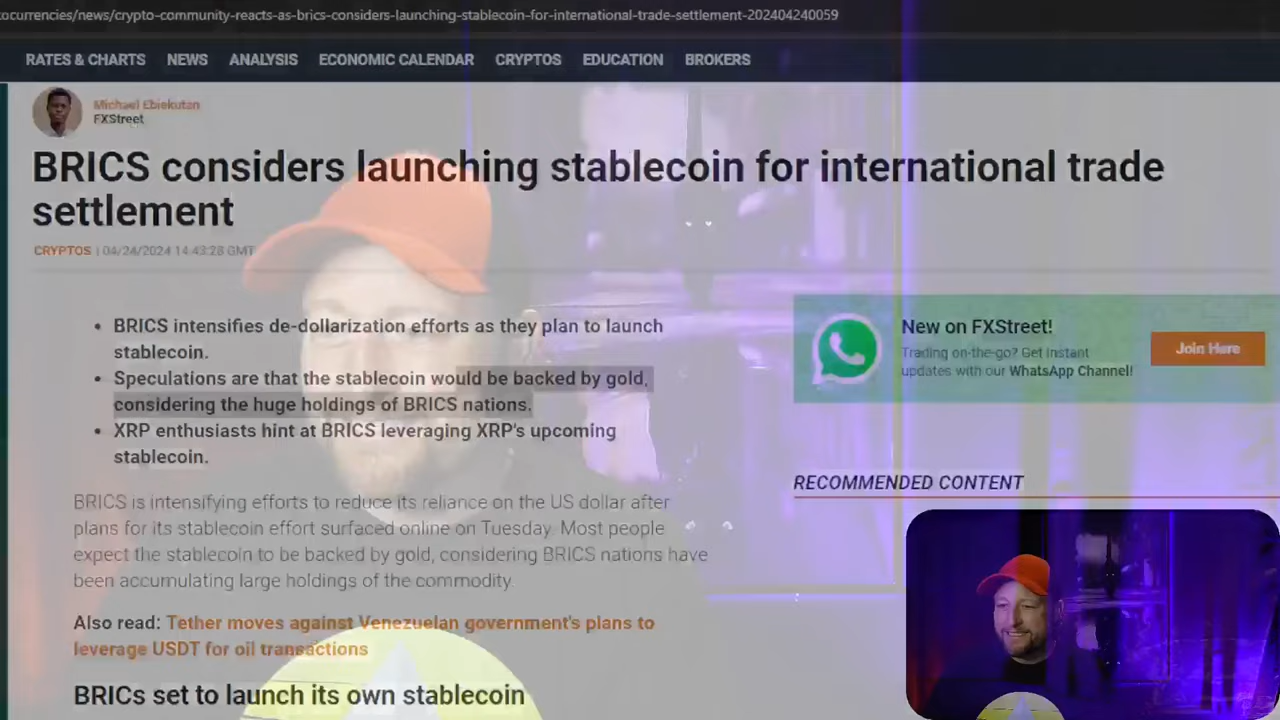 ocurrencies/news/crypto-community-reacts-as-brics-considers-launching-stablecoin-for-international-trade-settlement-202404240059
RATES & CHARTS NEWS ANALYSIS ECONOMIC CALENDAR CRYPTOS EDUCATION BROKERS
Michael Ebiekutan
FXStreet
BRICS considers launching stablecoin for international trade
settlement
CRYPTOS | 04/24/2024 14:43:28 GMT
• BRICS intensifies de-dollarization efforts as they plan to launch
stablecoin.
• Speculations are that the stablecoin would be backed by gold,
considering the huge holdings of BRICS nations.
• XRP enthusiasts hint at BRICS leveraging XRP's upcoming
stablecoin.
BRICS is intensifying efforts to reduce its reliance on the US dollar after
plans for its stablecoin effort surfaced online on Tuesday. Most people
expect the stablecoin to be backed by gold, considering BRICS nations have
been accumulating large holdings of the commodity.
Also read: Tether moves against Venezuelan government's plans to
leverage USDT for oil transactions
BRICs set to launch its own stablecoin
New on FXStreet!
Trading on-the-go? Get instant
updates with our WhatsApp Channel!
Join Here
RECOMMENDED CONTENT